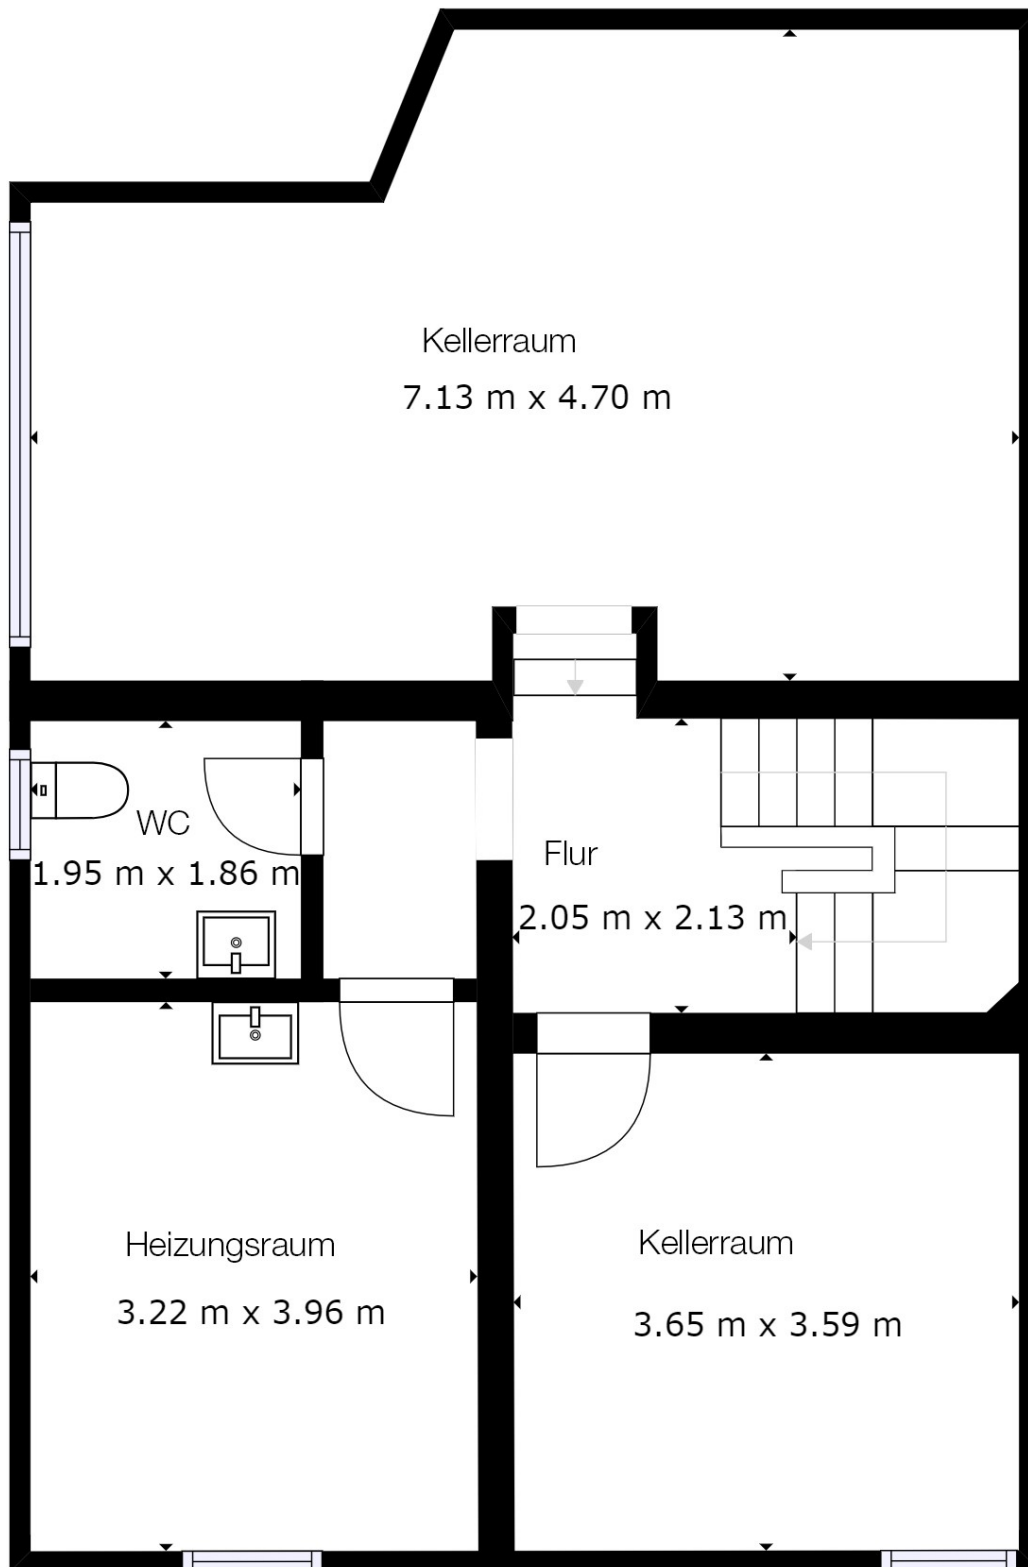 Kellerraum
7.13 m x 4.70 m
WC
1.95 m x 1.86 m
Flur
2.05 m x 2.13 m
Heizungsraum
3.22 m x 3.96 m
Kellerraum
3.65 m x 3.59 m